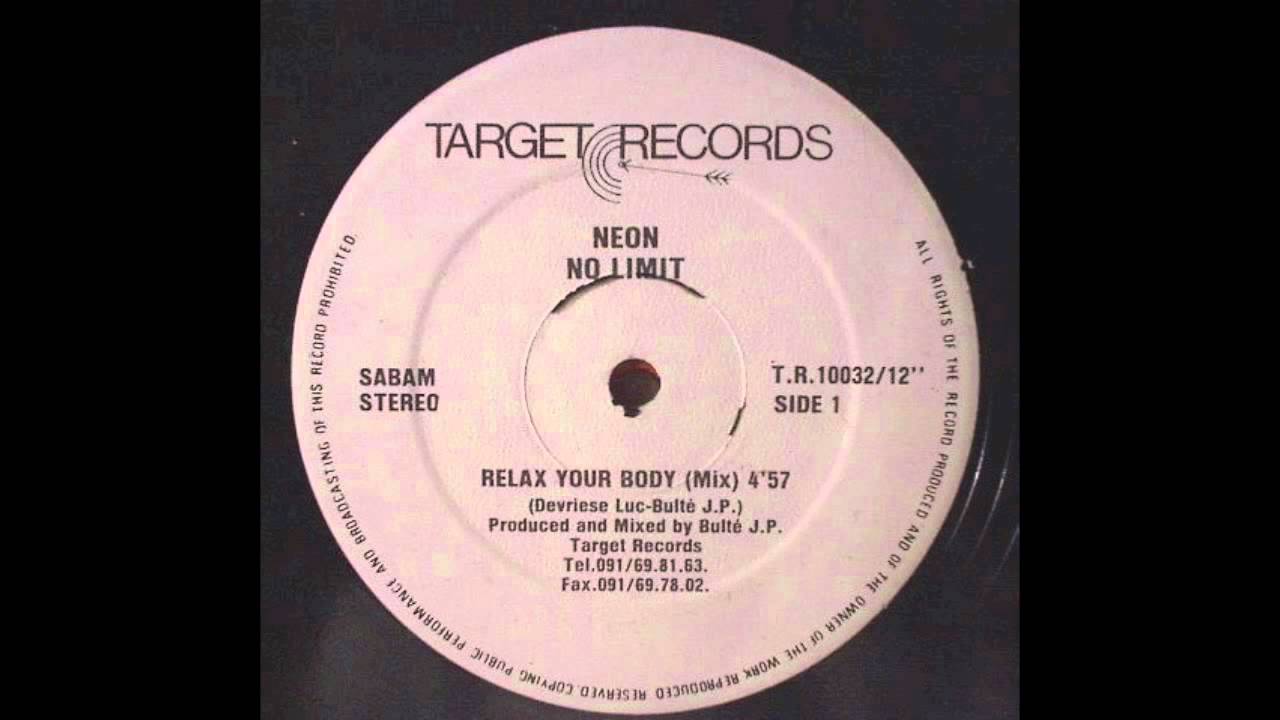 TARGET RECORDS
NEON
NO LIMIT
SABAM
STEREO
T.R.10032/12''
SIDE 1
RELAX YOUR BODY (Mix) 4'57
(Devriese Luc-Bulté J.P.)
Produced and Mixed by Bulté J.P.
Target Records
Tel.091/69.81.63.
Fax.091/69.78.02.
ALL RIGHTS OF THE RECORD PRODUCED AND OF THE OWNER OF THE WORK REPRODUCED RESERVED. COPYING PUBLIC PERFORMANCE AND BROADCASTING OF THIS RECORD PROHIBITED.